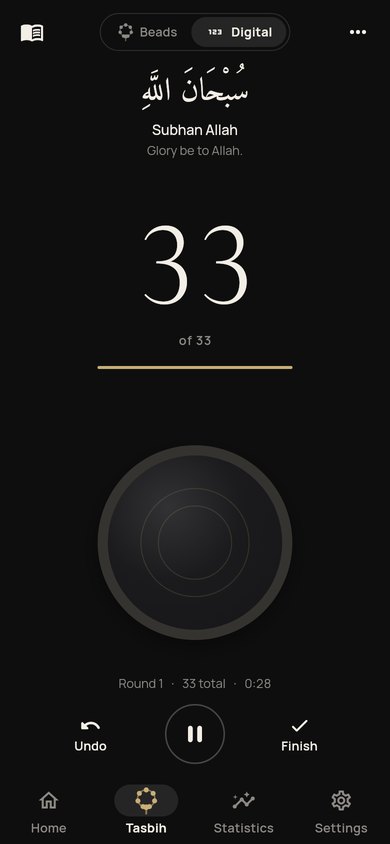 Beads
123 Digital
سُبْحَانَ اللَّهِ
Subhan Allah
Glory be to Allah.
33
of 33
Round 1 · 33 total · 0:28
Undo
Finish
Home
Tasbih
Statistics
Settings